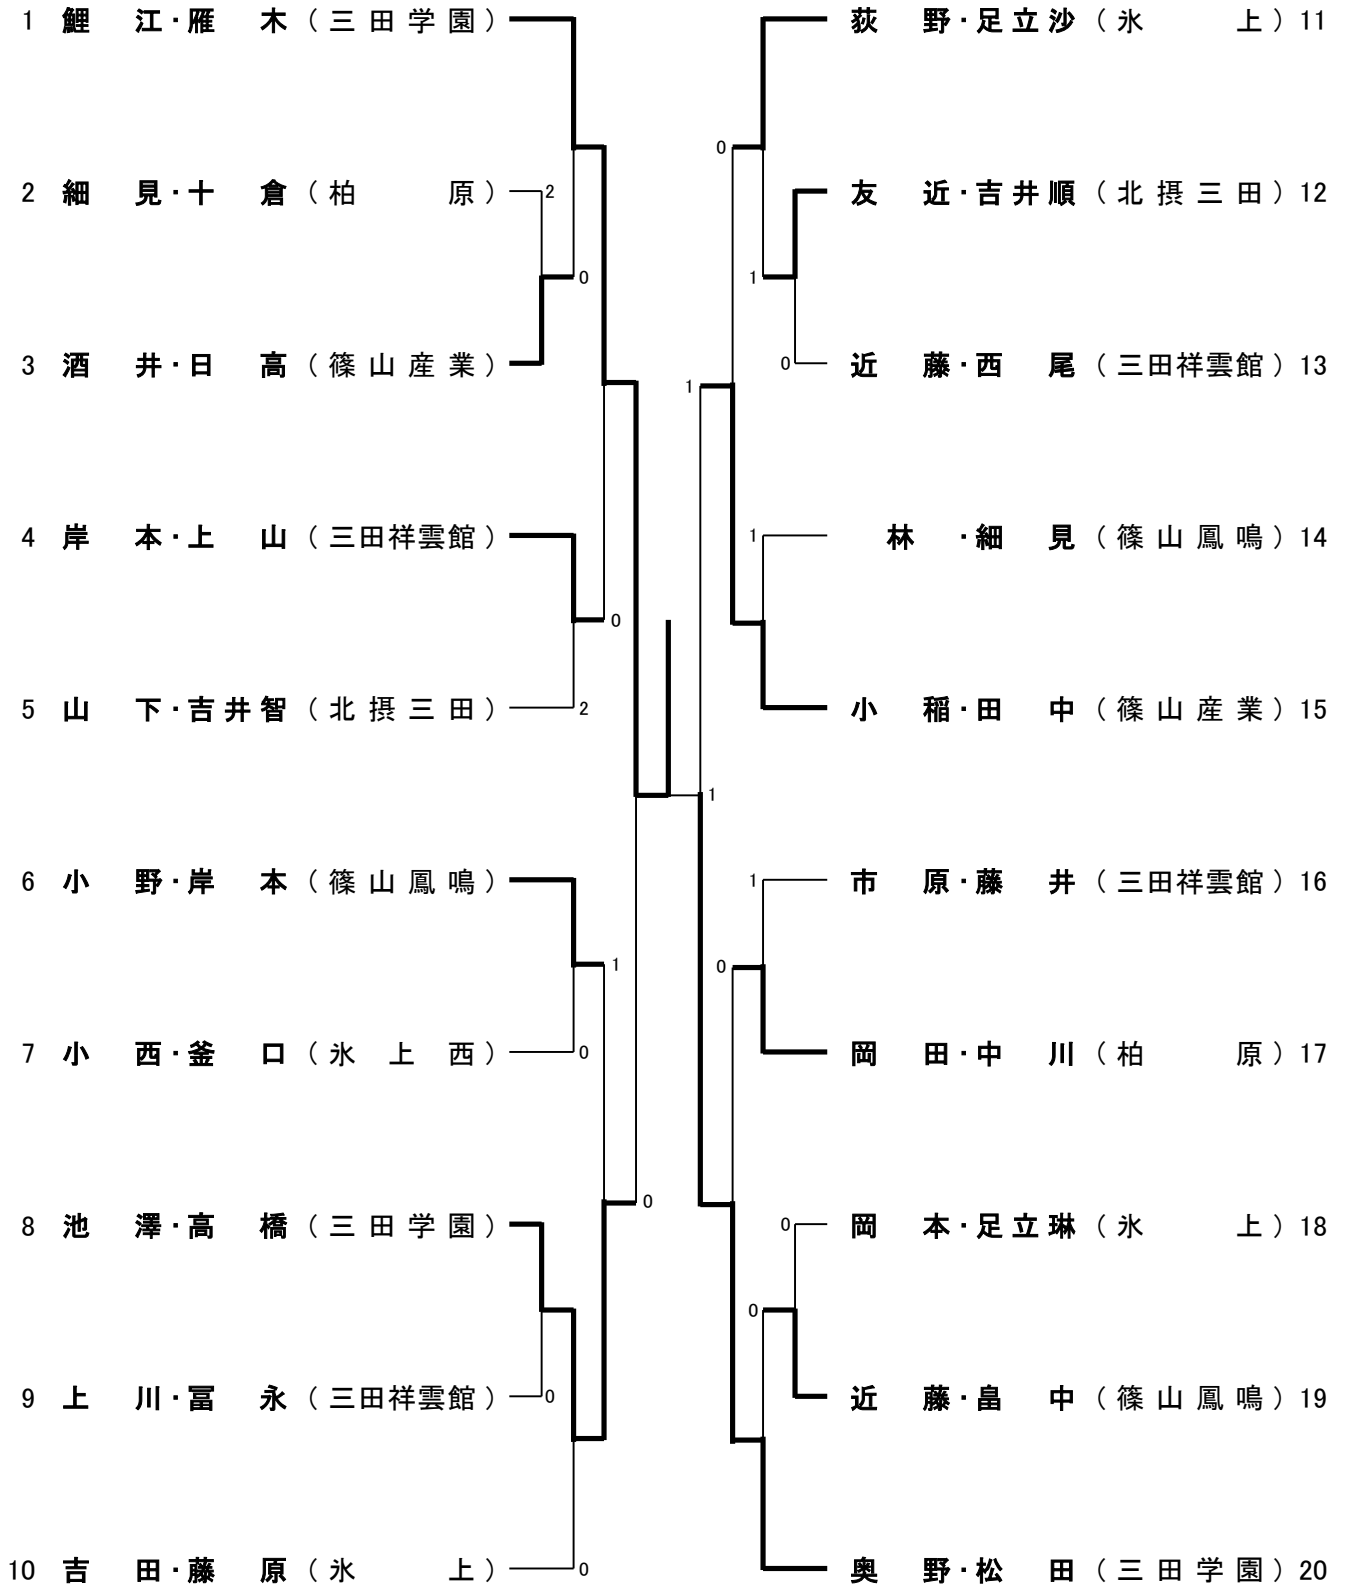 1 鯉江・雁木（三田学園） 荻野・足立沙（氷上）11
0
2 細見・十倉（柏原） 2 友近・吉井順（北摂三田）12
0 1
3 酒井・日高（篠山産業） 0 近藤・西尾（三田祥雲館）13
1
4 岸本・上山（三田祥雲館） 1 林・細見（篠山鳳鳴）14
0
5 山下・吉井智（北摂三田） 2 小稲・田中（篠山産業）15
1
6 小野・岸本（篠山鳳鳴） 1 市原・藤井（三田祥雲館）16
1 0
7 小西・釜口（氷上西） 0 岡田・中川（柏原）17
0
8 池澤・高橋（三田学園） 0 岡本・足立琳（氷上）18
0
9 上川・冨永（三田祥雲館） 0 近藤・畠中（篠山鳳鳴）19
10 吉田・藤原（氷上） 0 奥野・松田（三田学園）20